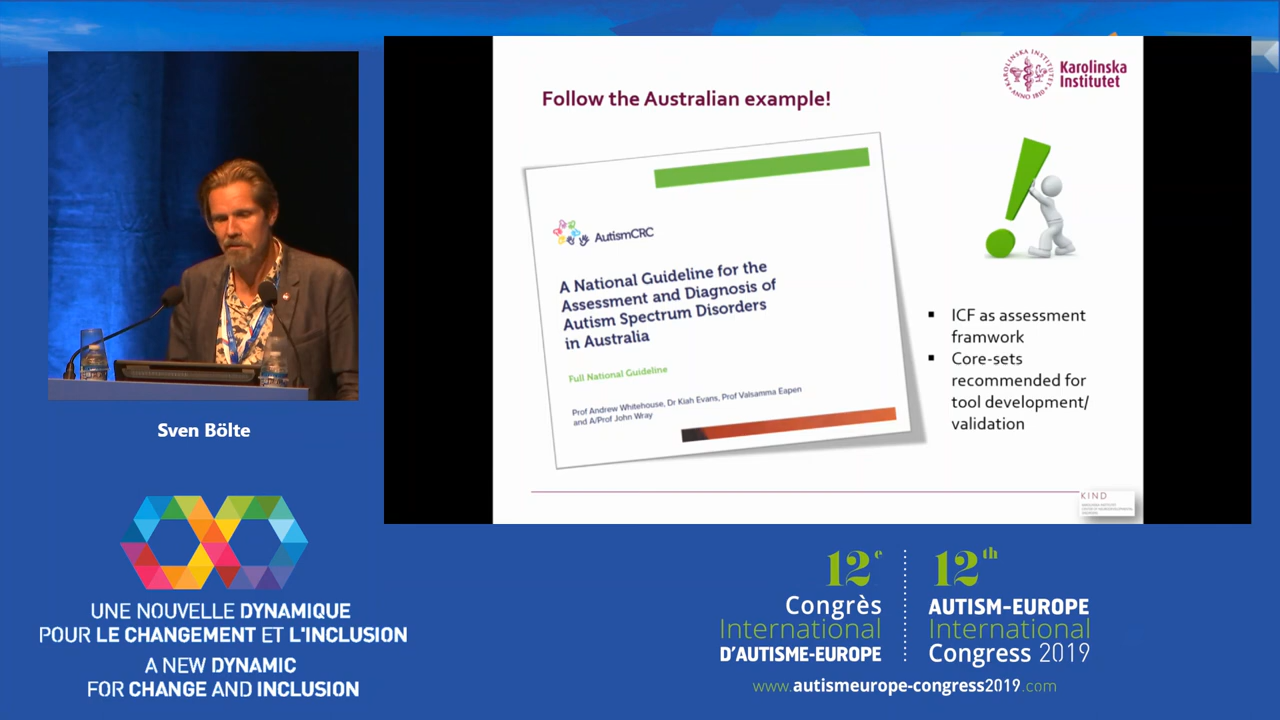 Follow the Australian example!
KAROLINSKA INSTITUTET
ANNO 1810
Karolinska
Institutet
AutismCRC
A National Guideline for the
Assessment and Diagnosis of
Autism Spectrum Disorders
in Australia
Full National Guideline
Prof Andrew Whitehouse, Dr Kiah Evans, Prof Valsamma Eapen
and A/Prof John Wray
▪ ICF as assessment
framwork
▪ Core-sets
recommended for
tool development/
validation
KIND
Sven Bölte
UNE NOUVELLE DYNAMIQUE
POUR LE CHANGEMENT ET L'INCLUSION
A NEW DYNAMIC
FOR CHANGE AND INCLUSION
12e
Congrès
International
D'AUTISME-EUROPE
12th
AUTISM-EUROPE
International
Congress 2019
www.autismeurope-congress2019.com